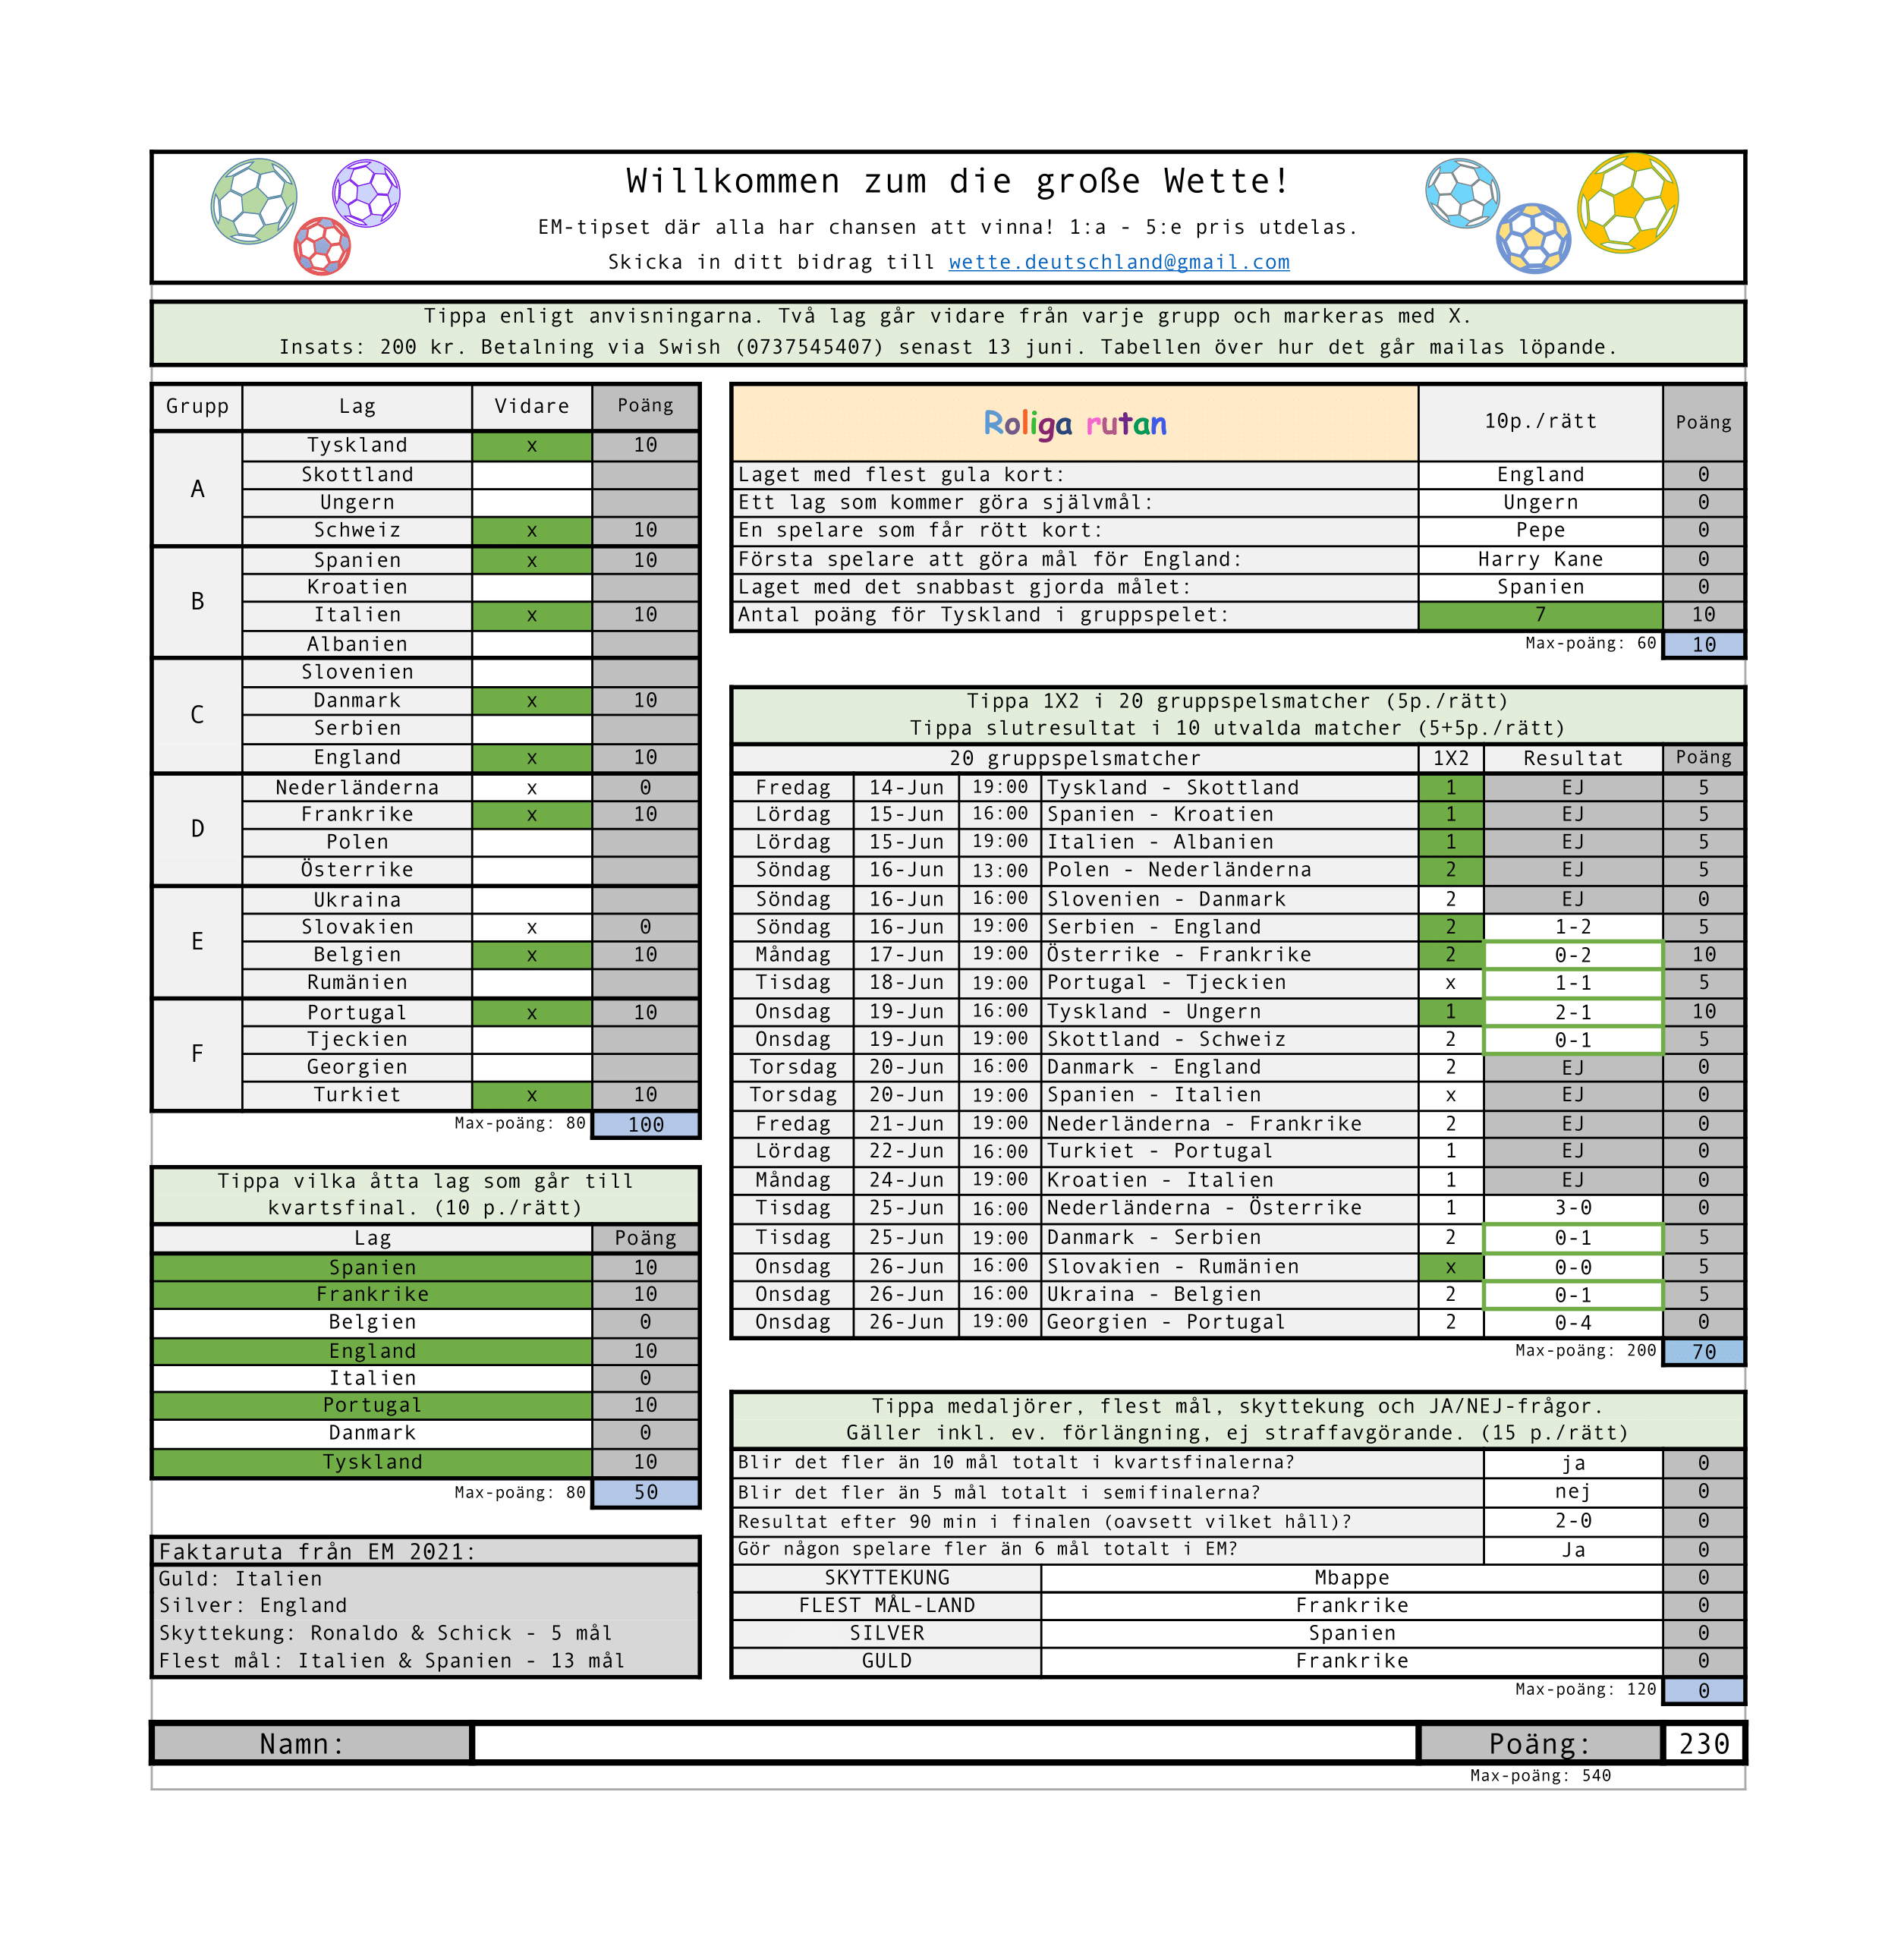 Willkommen zum die große Wette!
EM-tipset där alla har chansen att vinna! 1:a - 5:e pris utdelas.
Skicka in ditt bidrag till wette.deutschland@gmail.com
Tippa enligt anvisningarna. Två lag går vidare från varje grupp och markeras med X.
Insats: 200 kr. Betalning via Swish (0737545407) senast 13 juni. Tabellen över hur det går mailas löpande.
Grupp Lag Vidare Poäng
A
Tyskland x 10
Skottland
Ungern
Schweiz x 10
B
Spanien x 10
Kroatien
Italien x 10
Albanien
C
Slovenien
Danmark x 10
Serbien
England x 10
D
Nederländerna x 0
Frankrike x 10
Polen
Österrike
E
Ukraina
Slovakien x 0
Belgien x 10
Rumänien
F
Portugal x 10
Tjeckien
Georgien
Turkiet x 10
Max-poäng: 80 100
Tippa vilka åtta lag som går till
kvartsfinal. (10 p./rätt)
Lag Poäng
Spanien 10
Frankrike 10
Belgien 0
England 10
Italien 0
Portugal 10
Danmark 0
Tyskland 10
Max-poäng: 80 50
Faktaruta från EM 2021:
Guld: Italien
Silver: England
Skyttekung: Ronaldo & Schick - 5 mål
Flest mål: Italien & Spanien - 13 mål
Roliga rutan 10p./rätt Poäng
Laget med flest gula kort: England 0
Ett lag som kommer göra självmål: Ungern 0
En spelare som får rött kort: Pepe 0
Första spelare att göra mål för England: Harry Kane 0
Laget med det snabbast gjorda målet: Spanien 0
Antal poäng för Tyskland i gruppspelet: 7 10
Max-poäng: 60 10
Tippa 1X2 i 20 gruppspelsmatcher (5p./rätt)
Tippa slutresultat i 10 utvalda matcher (5+5p./rätt)
20 gruppspelsmatcher 1X2 Resultat Poäng
Fredag 14-Jun 19:00 Tyskland - Skottland 1 EJ 5
Lördag 15-Jun 16:00 Spanien - Kroatien 1 EJ 5
Lördag 15-Jun 19:00 Italien - Albanien 1 EJ 5
Söndag 16-Jun 13:00 Polen - Nederländerna 2 EJ 5
Söndag 16-Jun 16:00 Slovenien - Danmark 2 EJ 0
Söndag 16-Jun 19:00 Serbien - England 2 1-2 5
Måndag 17-Jun 19:00 Österrike - Frankrike 2 0-2 10
Tisdag 18-Jun 19:00 Portugal - Tjeckien x 1-1 5
Onsdag 19-Jun 16:00 Tyskland - Ungern 1 2-1 10
Onsdag 19-Jun 19:00 Skottland - Schweiz 2 0-1 5
Torsdag 20-Jun 16:00 Danmark - England 2 EJ 0
Torsdag 20-Jun 19:00 Spanien - Italien x EJ 0
Fredag 21-Jun 19:00 Nederländerna - Frankrike 2 EJ 0
Lördag 22-Jun 16:00 Turkiet - Portugal 1 EJ 0
Måndag 24-Jun 19:00 Kroatien - Italien 1 EJ 0
Tisdag 25-Jun 16:00 Nederländerna - Österrike 1 3-0 0
Tisdag 25-Jun 19:00 Danmark - Serbien 2 0-1 5
Onsdag 26-Jun 16:00 Slovakien - Rumänien x 0-0 5
Onsdag 26-Jun 16:00 Ukraina - Belgien 2 0-1 5
Onsdag 26-Jun 19:00 Georgien - Portugal 2 0-4 0
Max-poäng: 200 70
Tippa medaljörer, flest mål, skyttekung och JA/NEJ-frågor.
Gäller inkl. ev. förlängning, ej straffavgörande. (15 p./rätt)
Blir det fler än 10 mål totalt i kvartsfinalerna? ja 0
Blir det fler än 5 mål totalt i semifinalerna? nej 0
Resultat efter 90 min i finalen (oavsett vilket håll)? 2-0 0
Gör någon spelare fler än 6 mål totalt i EM? Ja 0
SKYTTEKUNG Mbappe 0
FLEST MÅL-LAND Frankrike 0
SILVER Spanien 0
GULD Frankrike 0
Max-poäng: 120 0
Namn: Poäng: 230
Max-poäng: 540